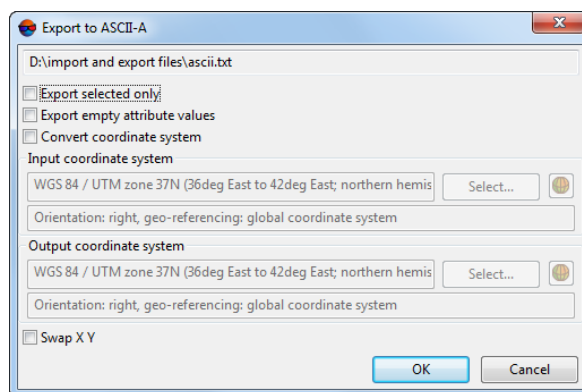 Export to ASCII-A
D:\import and export files\ascii.txt
Export selected only
Export empty attribute values
Convert coordinate system
Input coordinate system
WGS 84 / UTM zone 37N (36deg East to 42deg East; northern hemis
Select...
Orientation: right, geo-referencing: global coordinate system
Output coordinate system
WGS 84 / UTM zone 37N (36deg East to 42deg East; northern hemis
Select...
Orientation: right, geo-referencing: global coordinate system
Swap X Y
OK Cancel